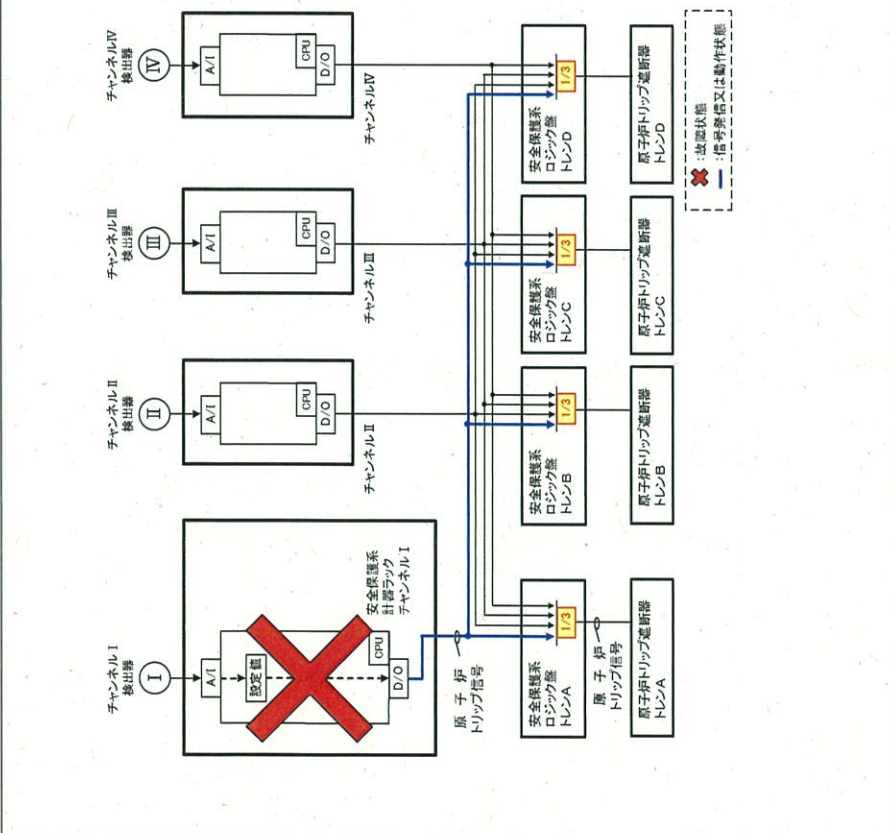 チャンネルⅠ
検出器
Ⅰ
A/I
設定値
CPU
D/O
安全保護系
計器ラック
チャンネルⅠ
原子炉
トリップ信号
チャンネルⅡ
検出器
Ⅱ
A/I
CPU
D/O
チャンネルⅡ
チャンネルⅢ
検出器
Ⅲ
A/I
CPU
D/O
チャンネルⅢ
チャンネルⅣ
検出器
Ⅳ
A/I
CPU
D/O
チャンネルⅣ
安全保護系
ロジック盤
トレンA
1/3
原子炉
トリップ信号
原子炉トリップ遮断器
トレンA
安全保護系
ロジック盤
トレンB
1/3
原子炉トリップ遮断器
トレンB
安全保護系
ロジック盤
トレンC
1/3
原子炉トリップ遮断器
トレンC
安全保護系
ロジック盤
トレンD
1/3
原子炉トリップ遮断器
トレンD
:故障状態
:信号発信又は動作状態